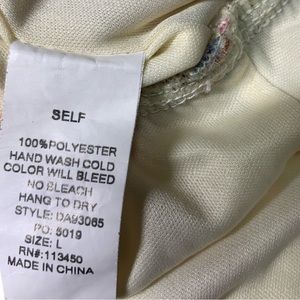 SELF
100%POLYESTER
HAND WASH COLD
COLOR WILL BLEED
NO BLEACH
HANG TO DRY
STYLE: DA93065
PO: 5019
SIZE: L
RN#:113450
MADE IN CHINA